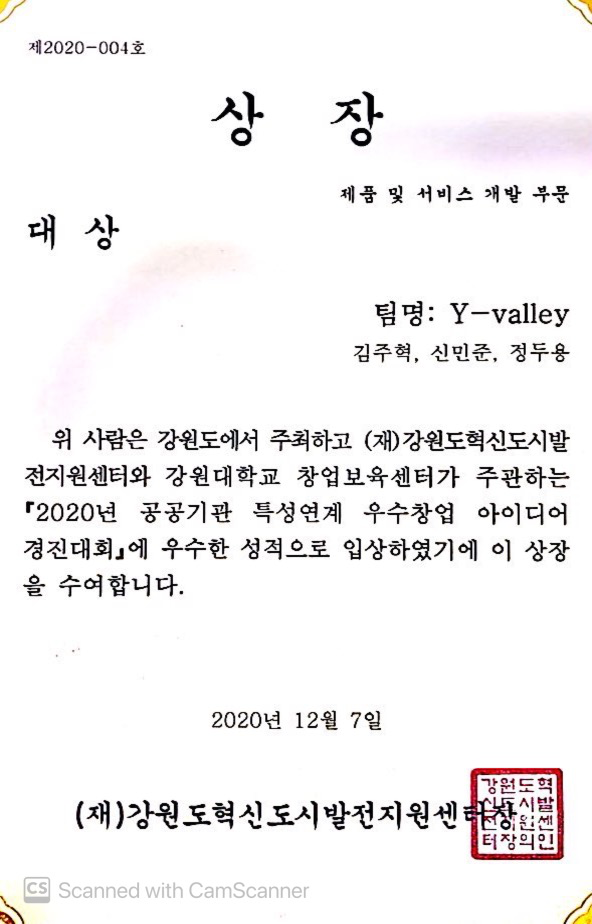 제2020-004호
상 장
제품 및 서비스 개발 부문
대 상
팀명: Y-valley
김주혁, 신민준, 정두용
위 사람은 강원도에서 주최하고 (재)강원도혁신도시발
전지원센터와 강원대학교 창업보육센터가 주관하는
『2020년 공공기관 특성연계 우수창업 아이디어
경진대회』에 우수한 성적으로 입상하였기에 이 상장
을 수여합니다.
2020년 12월 7일
(재)강원도혁신도시발전지원센터장
강원도혁
신도시발
전지원센
터장의인
CS Scanned with CamScanner